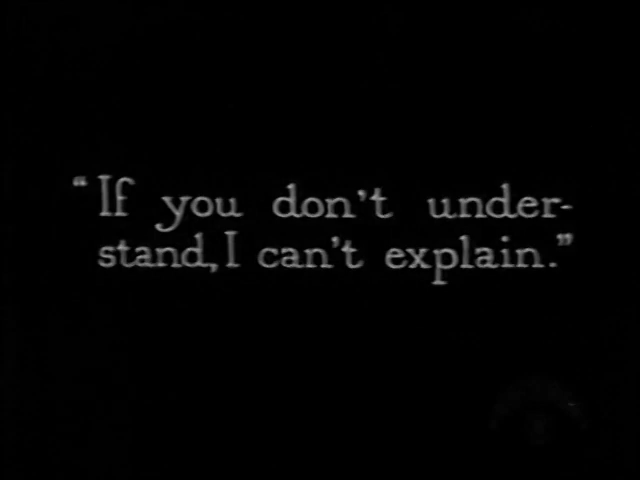 “If you don't under-
stand, I can't explain.”